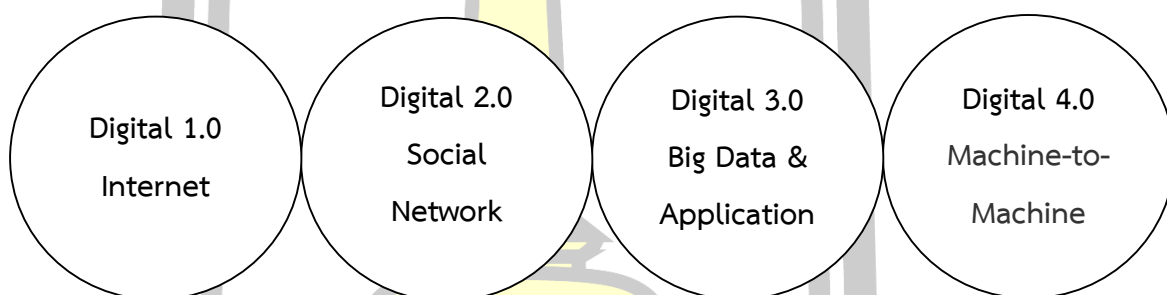 Digital 1.0
Internet
Digital 2.0
Social
Network
Digital 3.0
Big Data &
Application
Digital 4.0
Machine-to-
Machine